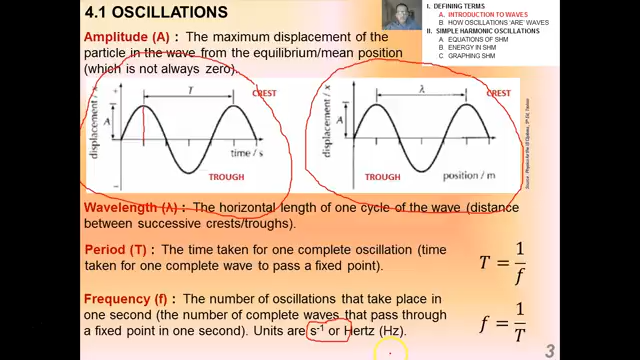 4.1 OSCILLATIONS
I. DEFINING TERMS
A. INTRODUCTION TO WAVES
B. HOW OSCILLATIONS 'ARE' WAVES
II. SIMPLE HARMONIC OSCILLATIONS
A EQUATIONS OF SHM
B. ENERGY IN SHM
C. GRAPHING SHM
Amplitude (A) : The maximum displacement of the
particle in the wave from the equilibrium/mean position
(which is not always zero).
displacement / x
+
A
−
T
CREST
TROUGH
time / s
displacement / x
A
λ
CREST
TROUGH
position / m
Wavelength (λ) : The horizontal length of one cycle of the wave (distance
between successive crests/troughs).
Period (T) : The time taken for one complete oscillation (time
taken for one complete wave to pass a fixed point).
T = 1/f
Frequency (f) : The number of oscillations that take place in
one second (the number of complete waves that pass through
a fixed point in one second). Units are s⁻¹ or Hertz (Hz).
f = 1/T
3